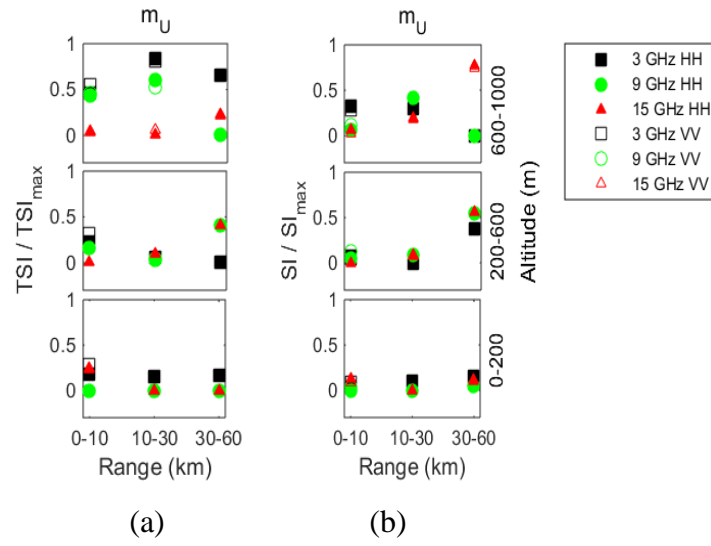 m_U
m_U
1
0.5
0
1
0.5
0
1
0.5
0
TSI / TSI_max
0-10 10-30 30-60
Range (km)
(a)
1
0.5
0
1
0.5
0
1
0.5
0
SI / SI_max
600-1000
200-600
0-200
Altitude (m)
0-10 10-30 30-60
Range (km)
(b)
3 GHz HH
9 GHz HH
15 GHz HH
3 GHz VV
9 GHz VV
15 GHz VV